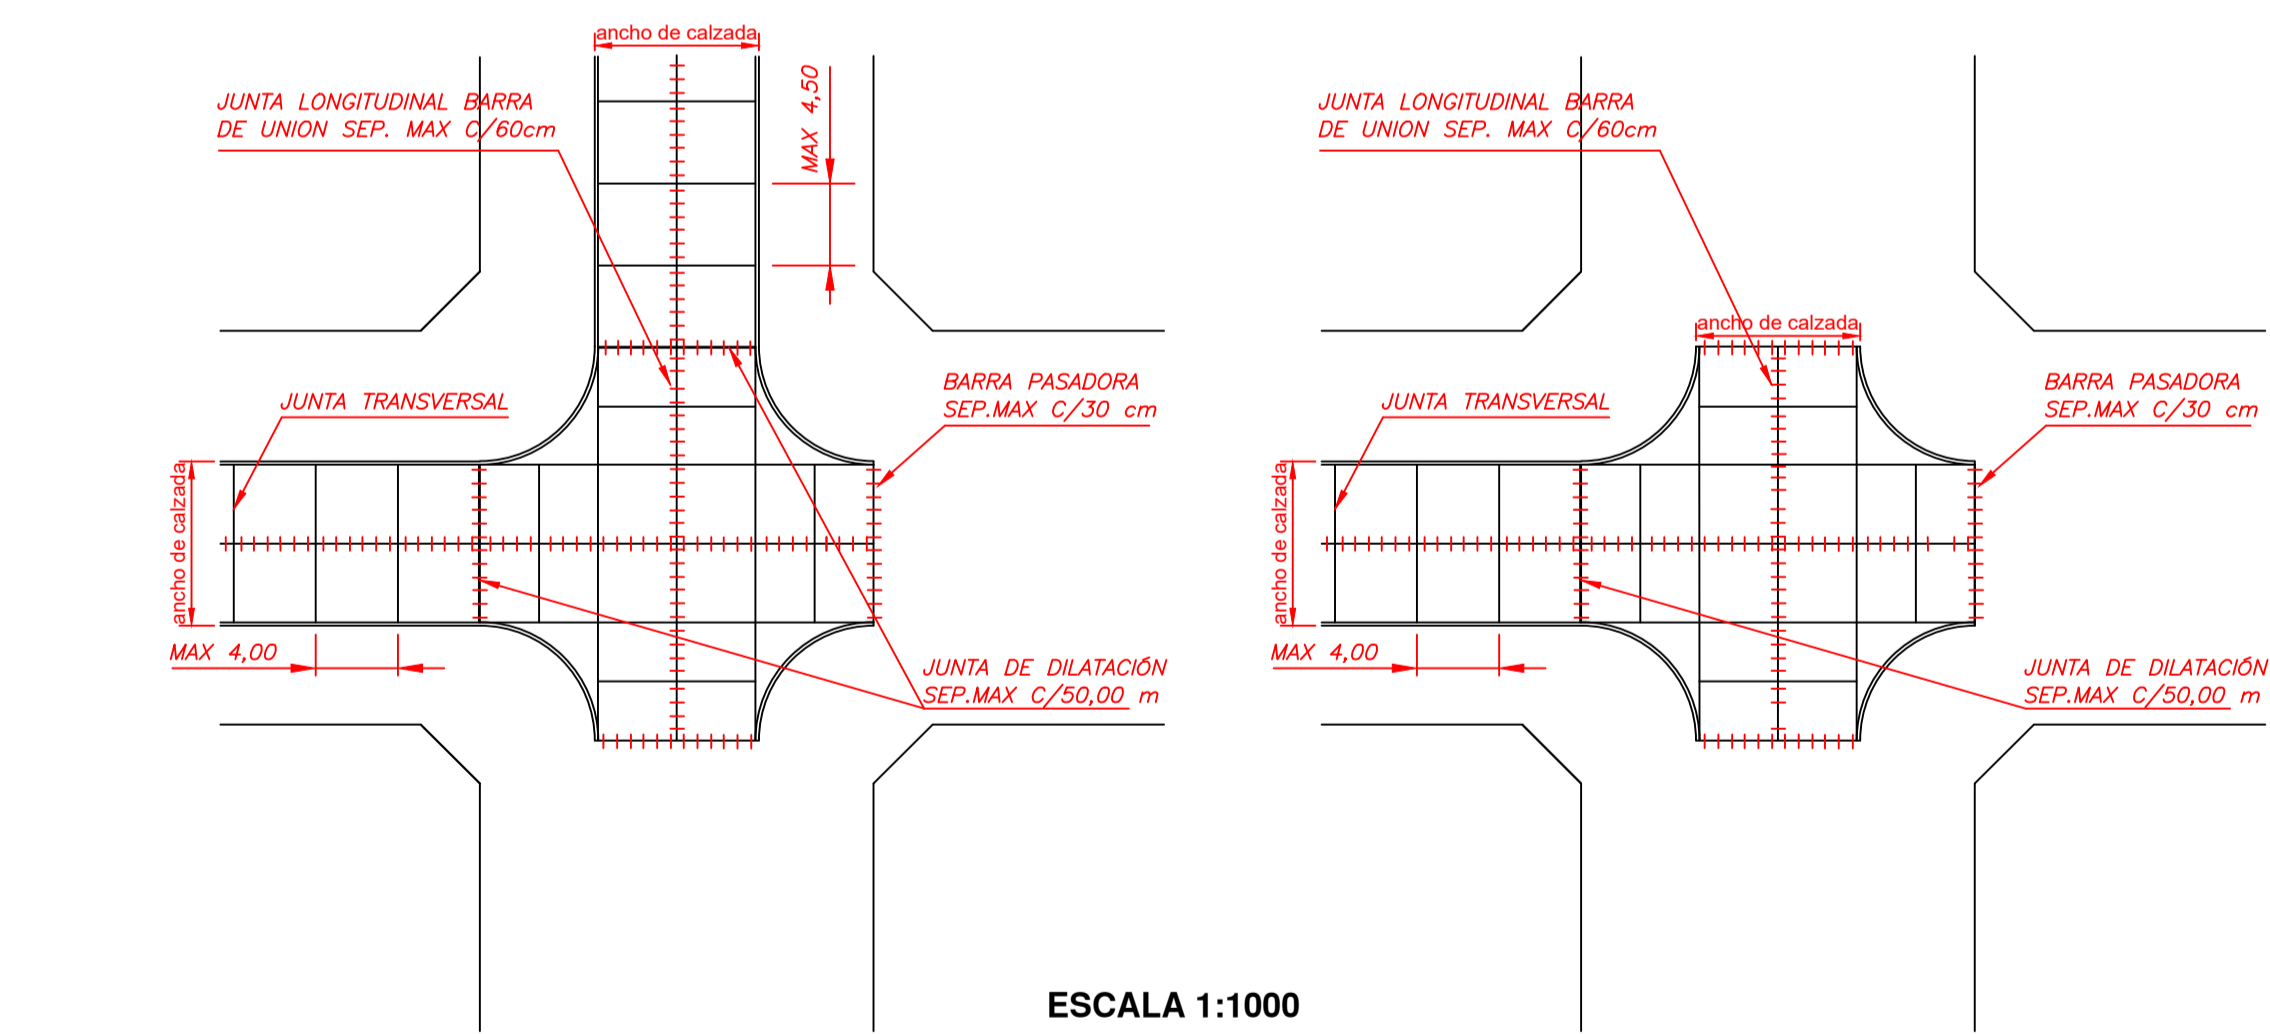 ancho de calzada
JUNTA LONGITUDINAL BARRA
DE UNION SEP. MAX C/60cm
MAX 4,50
JUNTA TRANSVERSAL
BARRA PASADORA
SEP.MAX C/30 cm
ancho de calzada
MAX 4,00
JUNTA DE DILATACIÓN
SEP.MAX C/50,00 m
JUNTA LONGITUDINAL BARRA
DE UNION SEP. MAX C/60cm
ancho de calzada
JUNTA TRANSVERSAL
BARRA PASADORA
SEP.MAX C/30 cm
ancho de calzada
MAX 4,00
JUNTA DE DILATACIÓN
SEP.MAX C/50,00 m
ESCALA 1:1000